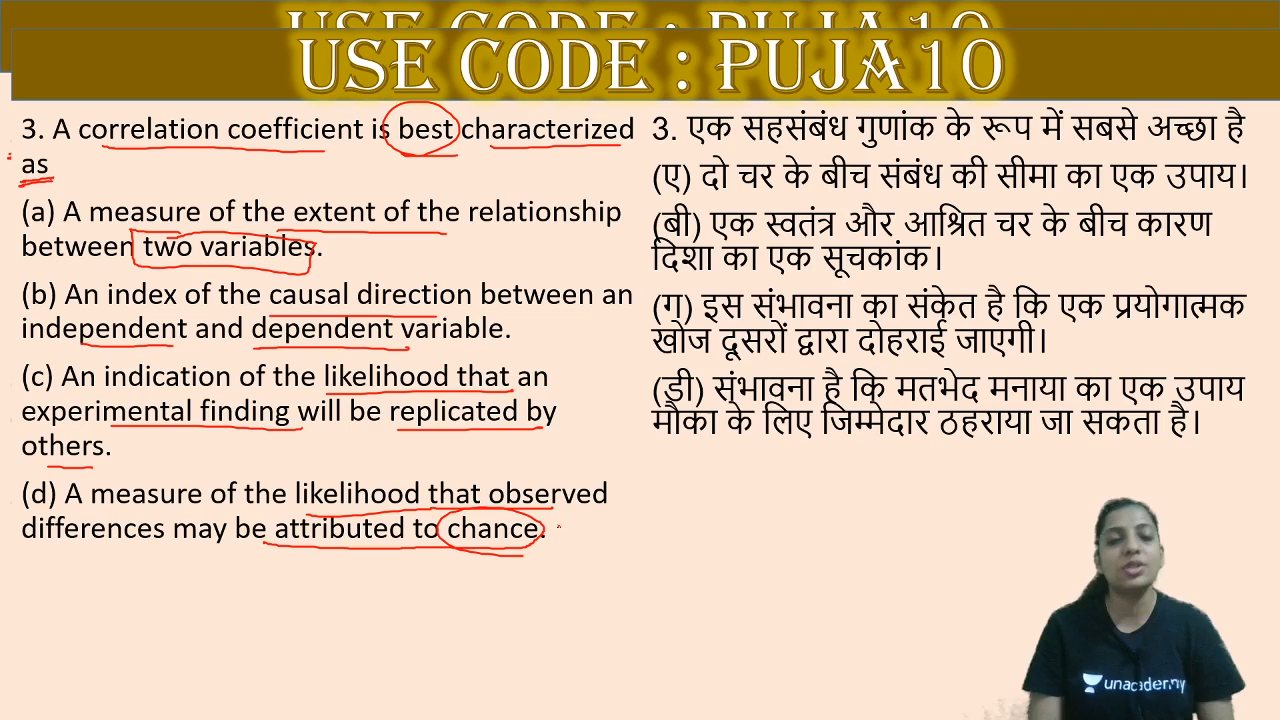 USE CODE : PUJA10
USE CODE : PUJA10
3. A correlation coefficient is best characterized
as
(a) A measure of the extent of the relationship
between two variables.
(b) An index of the causal direction between an
independent and dependent variable.
(c) An indication of the likelihood that an
experimental finding will be replicated by
others.
(d) A measure of the likelihood that observed
differences may be attributed to chance.
3. एक सहसंबंध गुणांक के रूप में सबसे अच्छा है
(ए) दो चर के बीच संबंध की सीमा का एक उपाय।
(बी) एक स्वतंत्र और आश्रित चर के बीच कारण
दिशा का एक सूचकांक।
(ग) इस संभावना का संकेत है कि एक प्रयोगात्मक
खोज दूसरों द्वारा दोहराई जाएगी।
(डी) संभावना है कि मतभेद मनाया का एक उपाय
मौका के लिए जिम्मेदार ठहराया जा सकता है।
unacademy